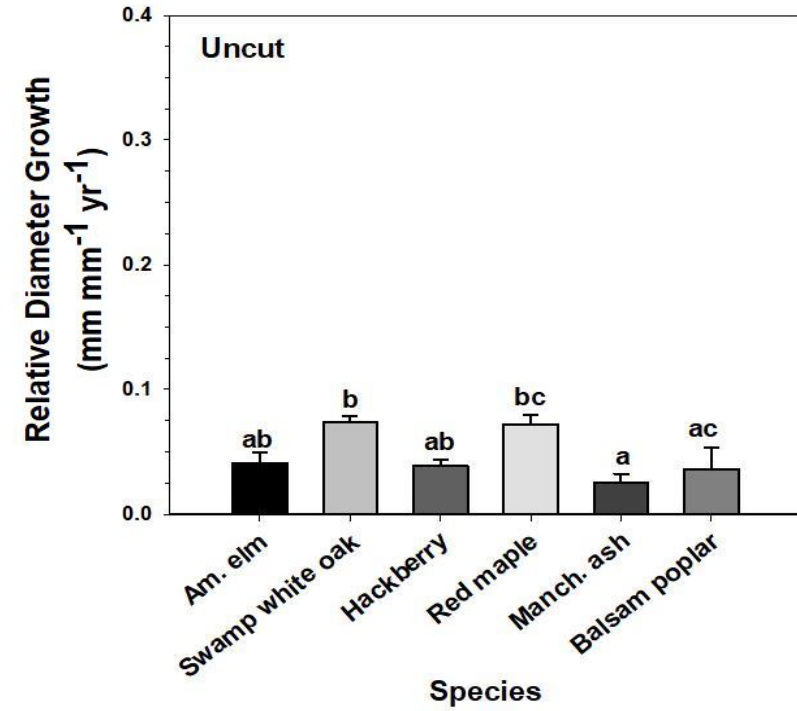 Uncut
Relative Diameter Growth
(mm mm⁻¹ yr⁻¹)
0.4
0.3
0.2
0.1
0.0
ab
b
ab
bc
a
ac
Am. elm
Swamp white oak
Hackberry
Red maple
Manch. ash
Balsam poplar
Species